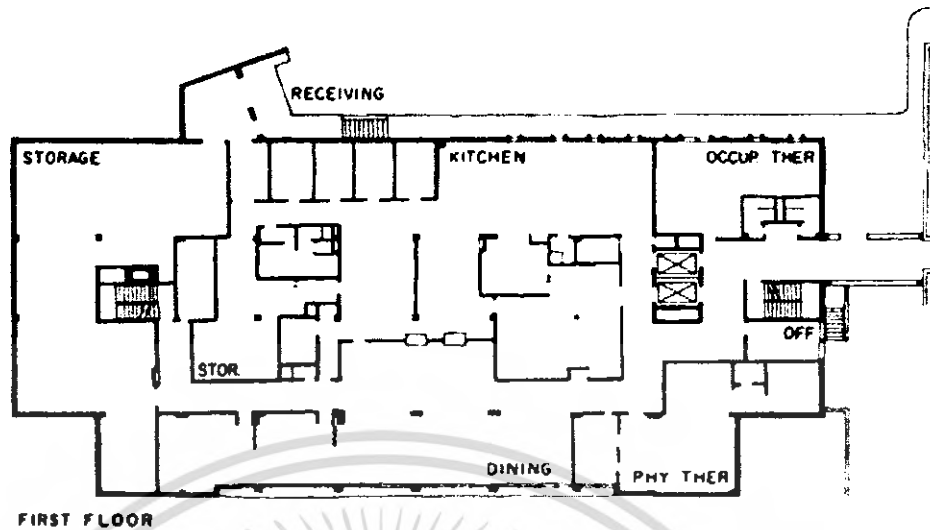 RECEIVING
STORAGE
KITCHEN
OCCUP THER
OFF
STOR
DINING
PHY THER
FIRST FLOOR